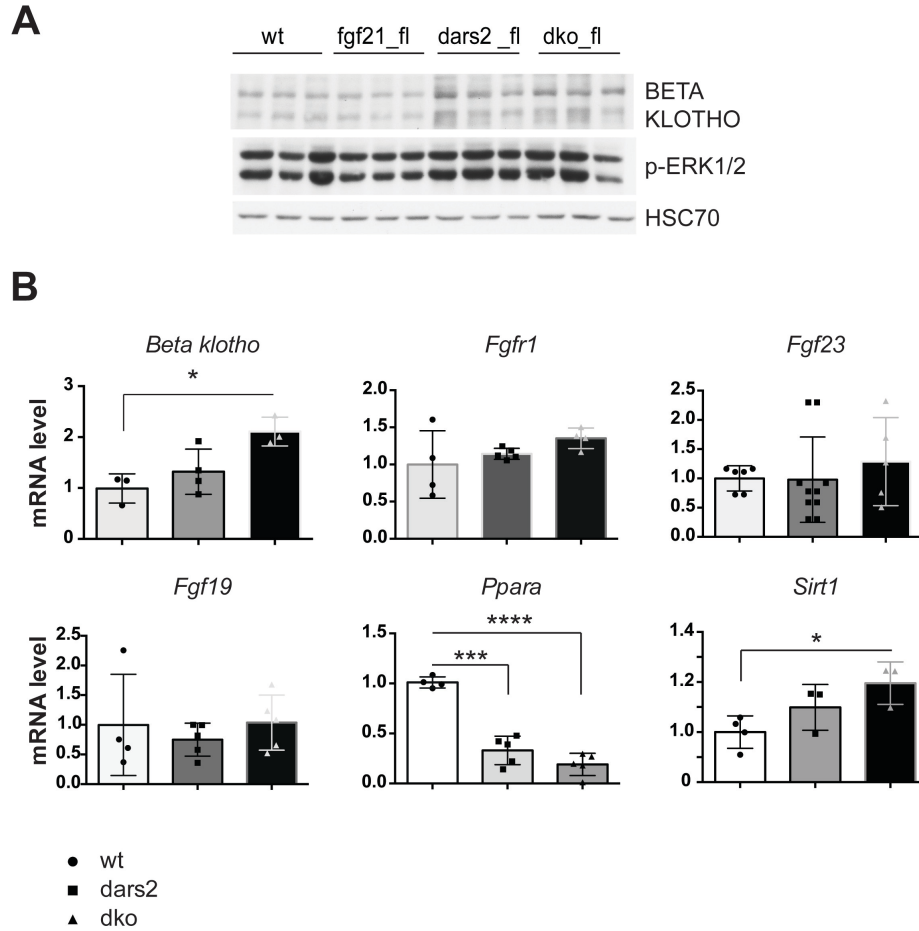 A
wt fgf21_fl dars2 _fl dko_fl
BETA
KLOTHO
p-ERK1/2
HSC70
B
Beta klotho Fgfr1 Fgf23
mRNA level
3
2
1
0
*
2.0
1.5
1.0
0.5
0.0
2.5
2.0
1.5
1.0
0.5
0.0
Fgf19 Ppara Sirt1
mRNA level
2.5
2.0
1.5
1.0
0.5
0.0
1.5
1.0
0.5
0.0
****
***
1.4
1.2
1.0
0
*
wt
dars2
dko